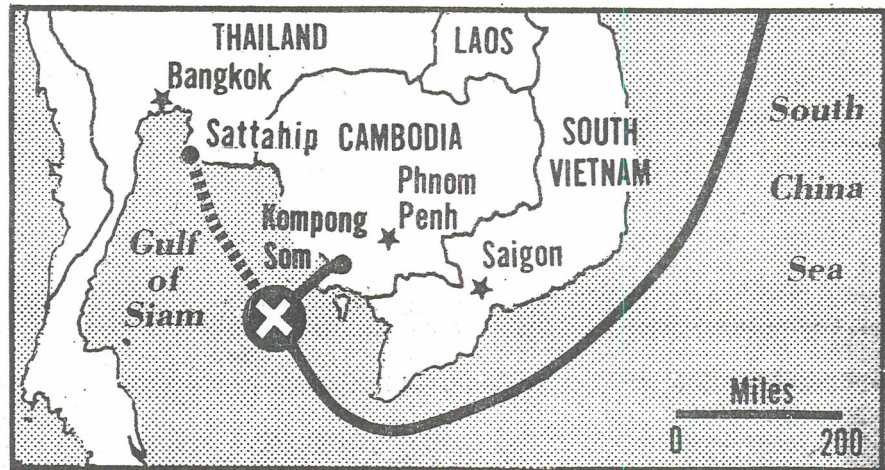 THAILAND
LAOS
Bangkok
South
Sattahip
CAMBODIA
SOUTH
VIETNAM
China
Phnom
Penh
Kompong
Som
Gulf
of
Siam
Saigon
Sea
X
Miles
0 200